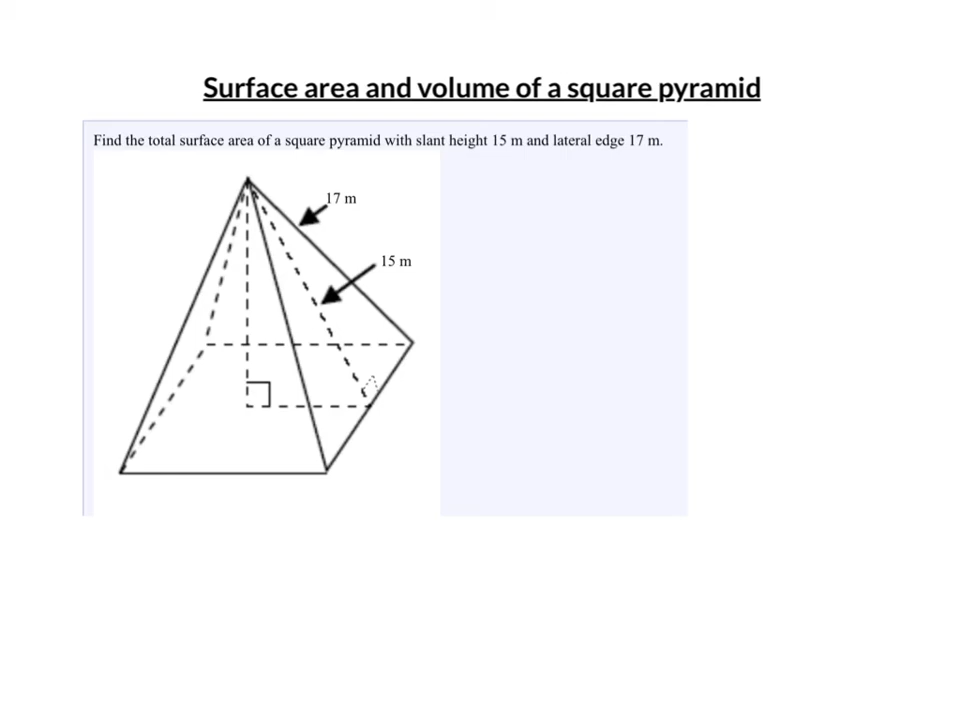 Surface area and volume of a square pyramid
Find the total surface area of a square pyramid with slant height 15 m and lateral edge 17 m.
17 m
15 m